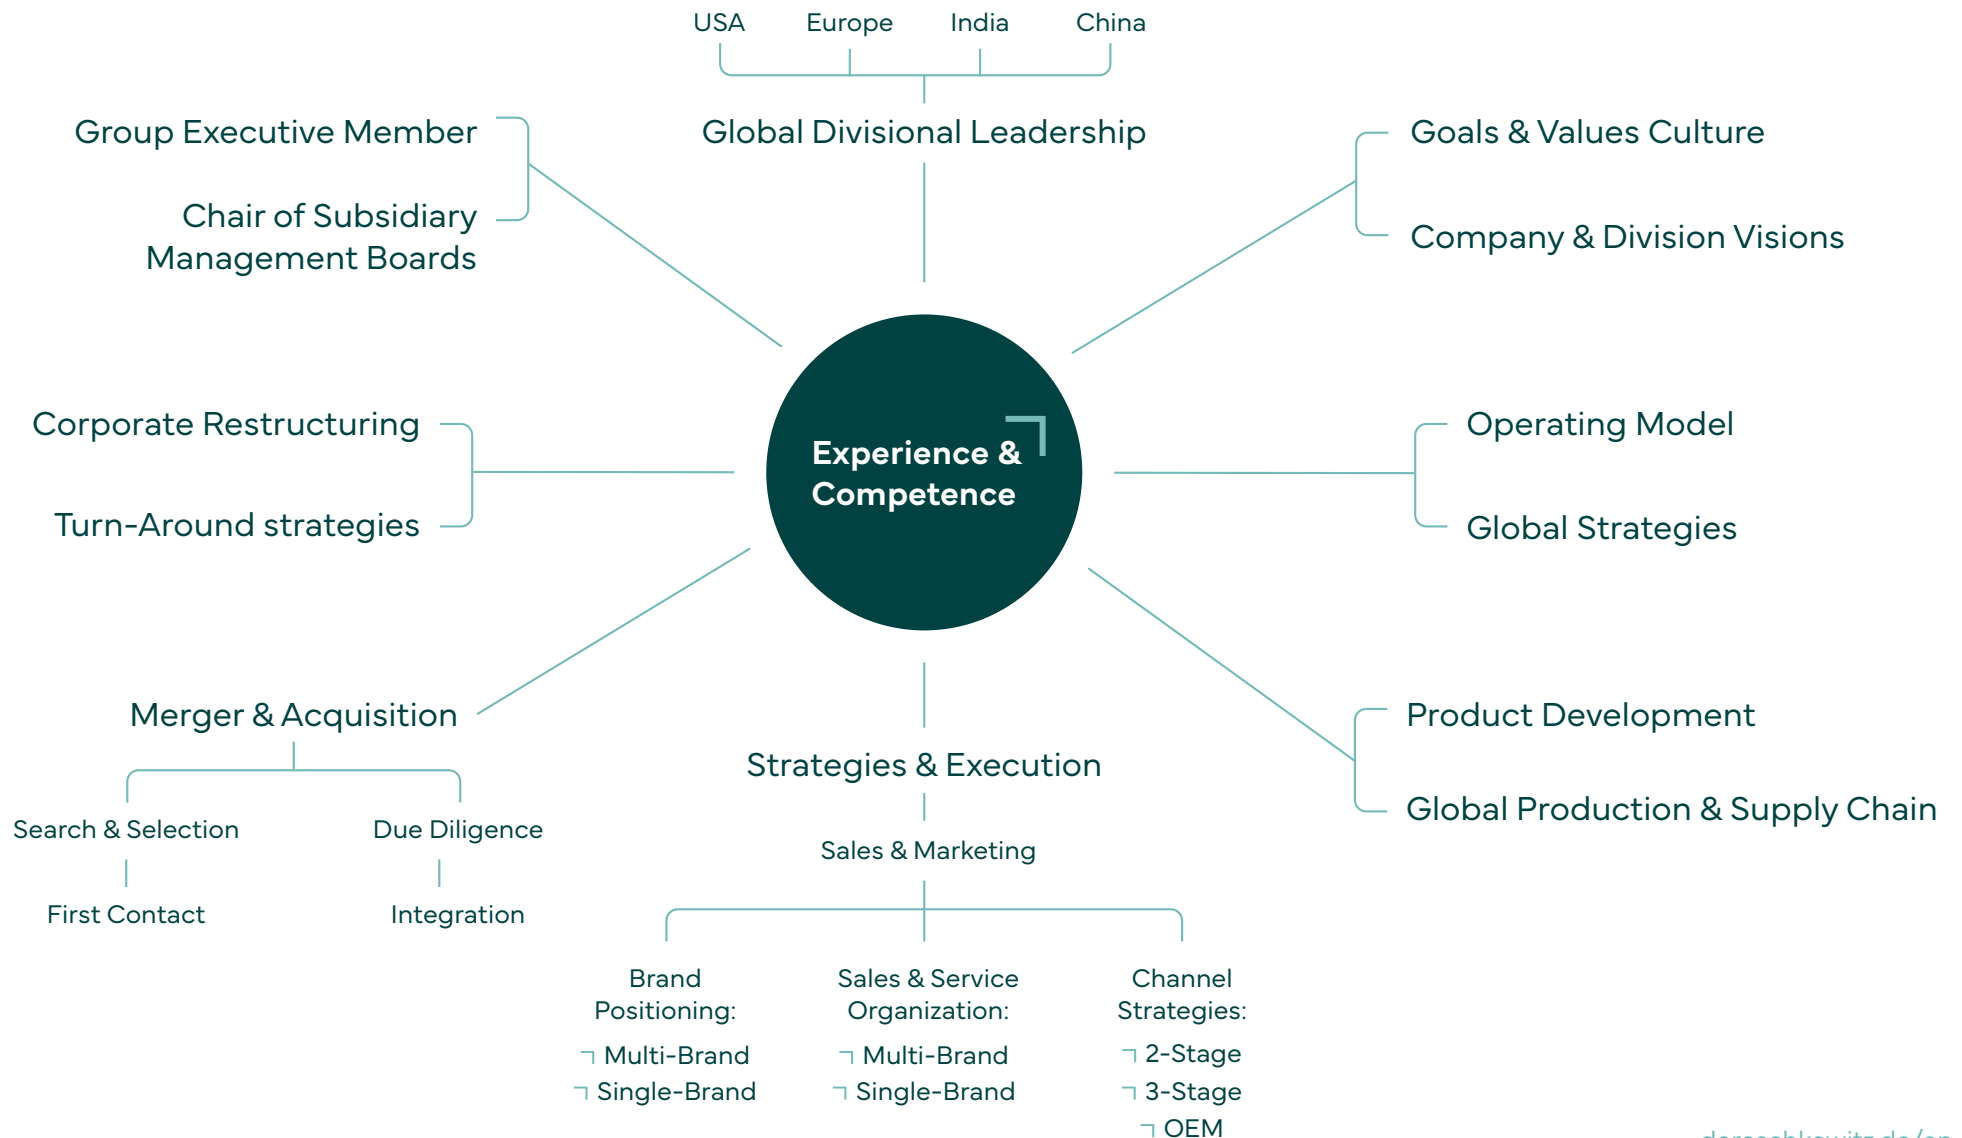 USA
Europe
India
China
Global Divisional Leadership
Group Executive Member
Chair of Subsidiary
Management Boards
Goals & Values Culture
Company & Division Visions
Corporate Restructuring
Turn-Around strategies
Experience &
Competence
Operating Model
Global Strategies
Merger & Acquisition
Search & Selection
Due Diligence
First Contact
Integration
Strategies & Execution
Sales & Marketing
Product Development
Global Production & Supply Chain
Brand
Positioning:
Multi-Brand
Single-Brand
Sales & Service
Organization:
Multi-Brand
Single-Brand
Channel
Strategies:
2-Stage
3-Stage
OEM